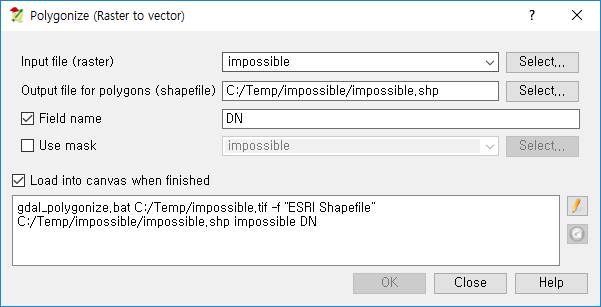 Polygonize (Raster to vector)
Input file (raster) impossible Select...
Output file for polygons (shapefile) C:/Temp/impossible/impossible.shp Select...
Field name DN
Use mask impossible Select...
Load into canvas when finished
gdal_polygonize.bat C:/Temp/impossible.tif -f "ESRI Shapefile"
C:/Temp/impossible/impossible.shp impossible DN
OK Close Help